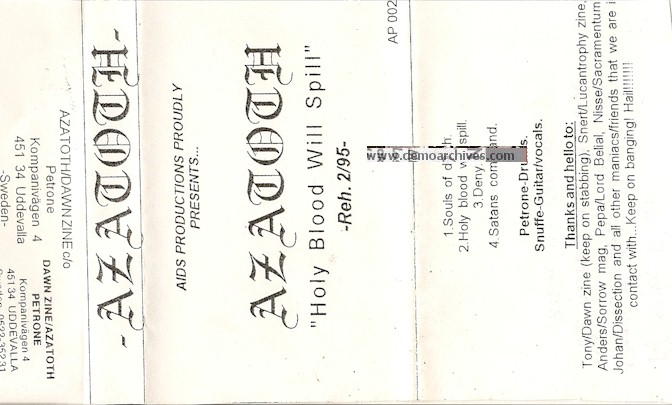 AZATOTH/DAWN ZINE c/o
Petrone
Kompanivägen 4
451 34 Uddevalla
-Sweden-
DAWN ZINE/AZATOTH
PETRONE
Kompanivägen 4
451 34 UDDEVALLA
-AZATOTH-
AIDS PRODUCTIONS PROUDLY
PRESENTS...
AZATOTH
"Holy Blood Will Spill"
-Reh. 2/95-
AP 002
www.demoarchives.com
1.Souls of
2.Holy blood spill.
3.Deny.
4.Satans
Snuffe-Guitar/vocals.
Thanks and hello to:
Tony/Dawn zine (keep on stabbing), Snert/Lucantrophy zine,
Anders/Sorrow mag, Pepa/Lord Belial, Nisse/Sacramentum
Johan/Dissection and all other maniacs/friends that we are i
contact with...Keep on banging! Hail!!!!!!!